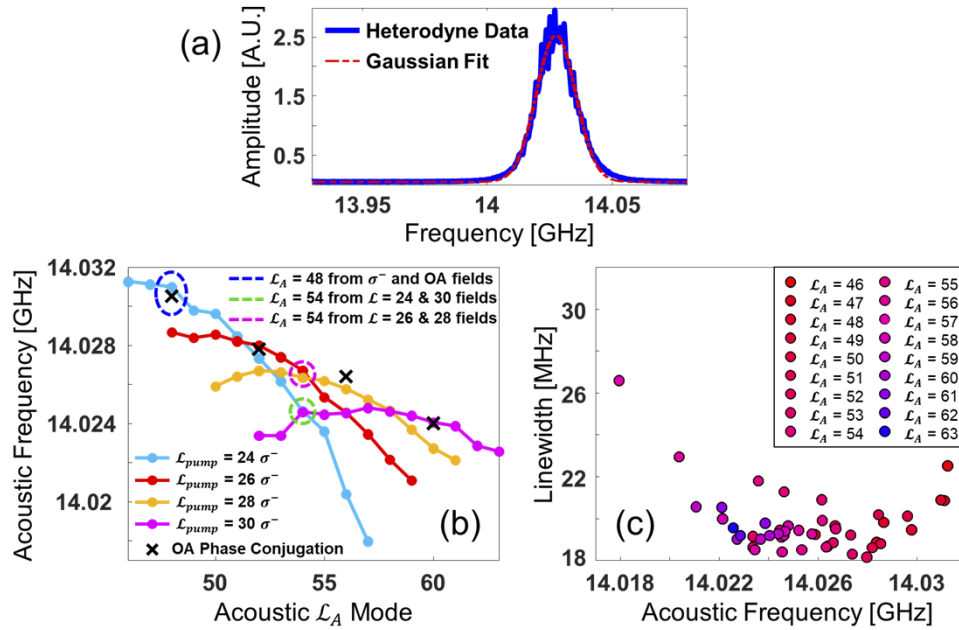 (a)
Heterodyne Data
Gaussian Fit
Amplitude [A.U.]
2.5
1.5
0.5
13.95
14
14.05
Frequency [GHz]
Acoustic Frequency [GHz]
14.032
14.028
14.024
14.02
ℒ_A = 48 from σ⁻ and OA fields
ℒ_A = 54 from ℒ = 24 & 30 fields
ℒ_A = 54 from ℒ = 26 & 28 fields
ℒ_pump = 24 σ⁻
ℒ_pump = 26 σ⁻
ℒ_pump = 28 σ⁻
ℒ_pump = 30 σ⁻
OA Phase Conjugation
(b)
50
55
60
Acoustic ℒ_A Mode
Linewidth [MHz]
30
26
22
18
ℒ_A = 46
ℒ_A = 47
ℒ_A = 48
ℒ_A = 49
ℒ_A = 50
ℒ_A = 51
ℒ_A = 52
ℒ_A = 53
ℒ_A = 54
ℒ_A = 55
ℒ_A = 56
ℒ_A = 57
ℒ_A = 58
ℒ_A = 59
ℒ_A = 60
ℒ_A = 61
ℒ_A = 62
ℒ_A = 63
(c)
14.018
14.022
14.026
14.03
Acoustic Frequency [GHz]